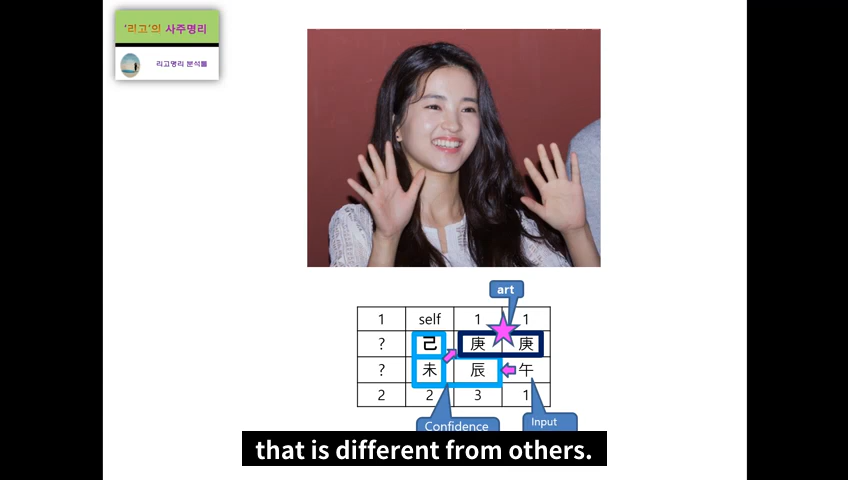 '리고'의 사주명리
리고명리 분석툴
art
1 self 1 1
? 己 庚 庚
? 未 辰 午
2 2 3 1
Confidence
Input
that is different from others.